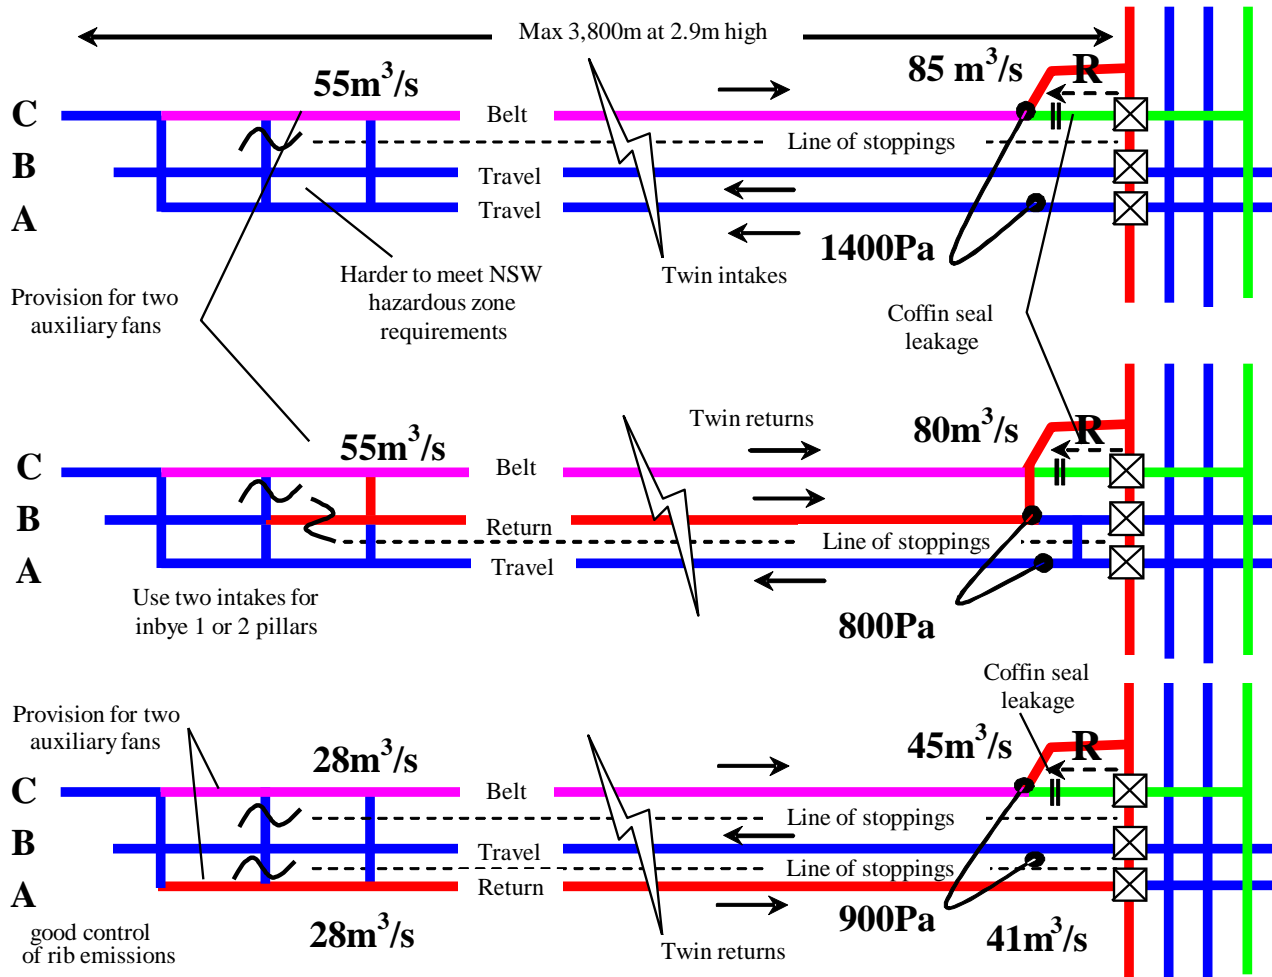 Max 3,800m at 2.9m high
55m³/s
85 m³/s
R
C
Belt
Line of stoppings
B
Travel
A
Travel
1400Pa
Twin intakes
Harder to meet NSW
hazardous zone
requirements
Provision for two
auxiliary fans
Coffin seal
leakage
Twin returns
55m³/s
80m³/s
R
C
Belt
B
Return
Line of stoppings
A
Travel
Use two intakes for
inbye 1 or 2 pillars
800Pa
Coffin seal
leakage
Provision for two
auxiliary fans
28m³/s
45m³/s
R
C
Belt
Line of stoppings
B
Travel
Line of stoppings
A
Return
good control
of rib emissions
28m³/s
Twin returns
900Pa
41m³/s